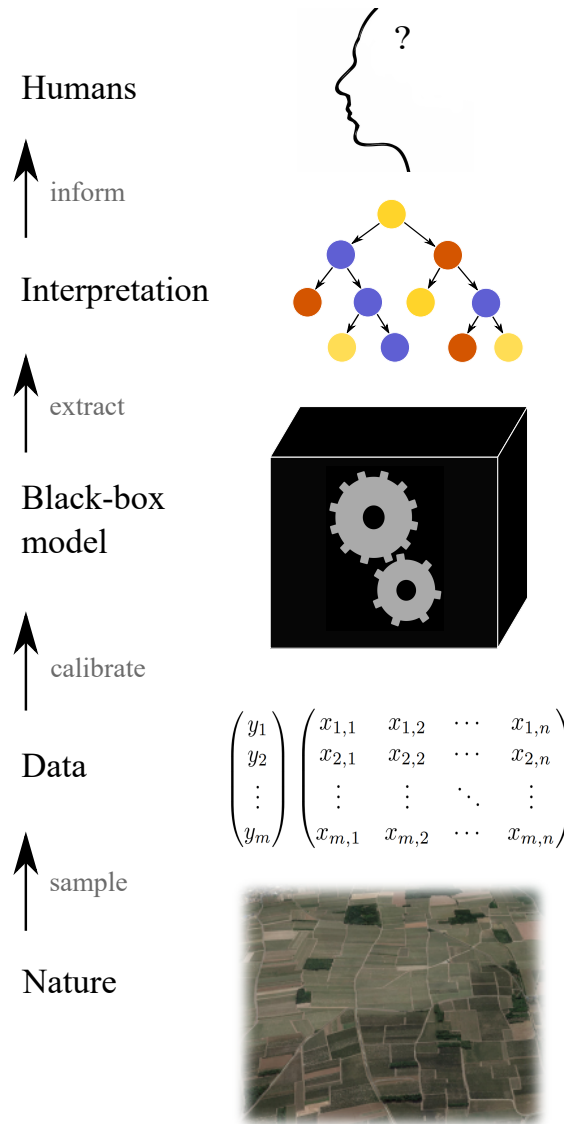 ?
Humans
inform
Interpretation
extract
Black-box
model
calibrate
y₁ x₁,₁ x₁,₂ ⋯ x₁,ₙ
y₂ x₂,₁ x₂,₂ ⋯ x₂,ₙ
⋮ ⋮ ⋮ ⋱ ⋮
yₘ xₘ,₁ xₘ,₂ ⋯ xₘ,ₙ
Data
sample
Nature